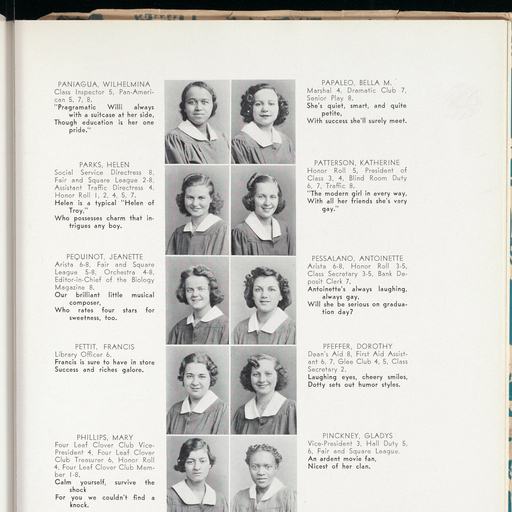 PANIAGUA, WILHELMINA
Class Inspector 5, Pan-Ameri-
can 5, 7, 8.
"Pragramatic Willi always
with a suitcase at her side,
Though education is her one
pride."
PARKS, HELEN
Social Service Directress 8,
Fair and Square League 2-8,
Assistant Traffic Directress 4,
Honor Roll 1, 2, 4, 5, 7.
Helen is a typical "Helen of
Troy,"
Who possesses charm that in-
trigues any boy.
PEQUINOT, JEANETTE
Arista 6-8, Fair and Square
League 5-8, Orchestra 4-8,
Editor-in-Chief of the Biology
Magazine 8.
Our brilliant little musical
composer,
Who rates four stars for
sweetness, too.
PETTIT, FRANCIS
Library Officer 6.
Francis is sure to have in store
Success and riches galore.
PHILLIPS, MARY
Four Leaf Clover Club Vice-
President 4, Four Leaf Clover
Club Treasurer 6, Honor Roll
4, Four Leaf Clover Club Mem-
ber 1-8.
Calm yourself, survive the
shock
For you we couldn't find a
knock.
PAPALEO, BELLA M.
Marshal 4, Dramatic Club 7,
Senior Play 8.
She's quiet, smart, and quite
petite,
With success she'll surely meet.
PATTERSON, KATHERINE
Honor Roll 5, President of
Class 3, 4, Blind Room Duty
6, 7, Traffic 8.
"The modern girl in every way,
With all her friends she's very
gay."
PESSALANO, ANTOINETTE
Arista 6-8, Honor Roll 3-5,
Class Secretary 3-5, Bank De-
posit Clerk 7.
Antoinette's always laughing,
always gay,
Will she be serious on gradua-
tion day?
PFEFFER, DOROTHY
Dean's Aid 8, First Aid Assist-
ant 6, 7, Glee Club 4, 5, Class
Secretary 2.
Laughing eyes, cheery smiles,
Dotty sets out humor styles.
PINCKNEY, GLADYS
Vice-President 3, Hall Duty 5,
6, Fair and Square League.
An ardent movie fan,
Nicest of her clan.